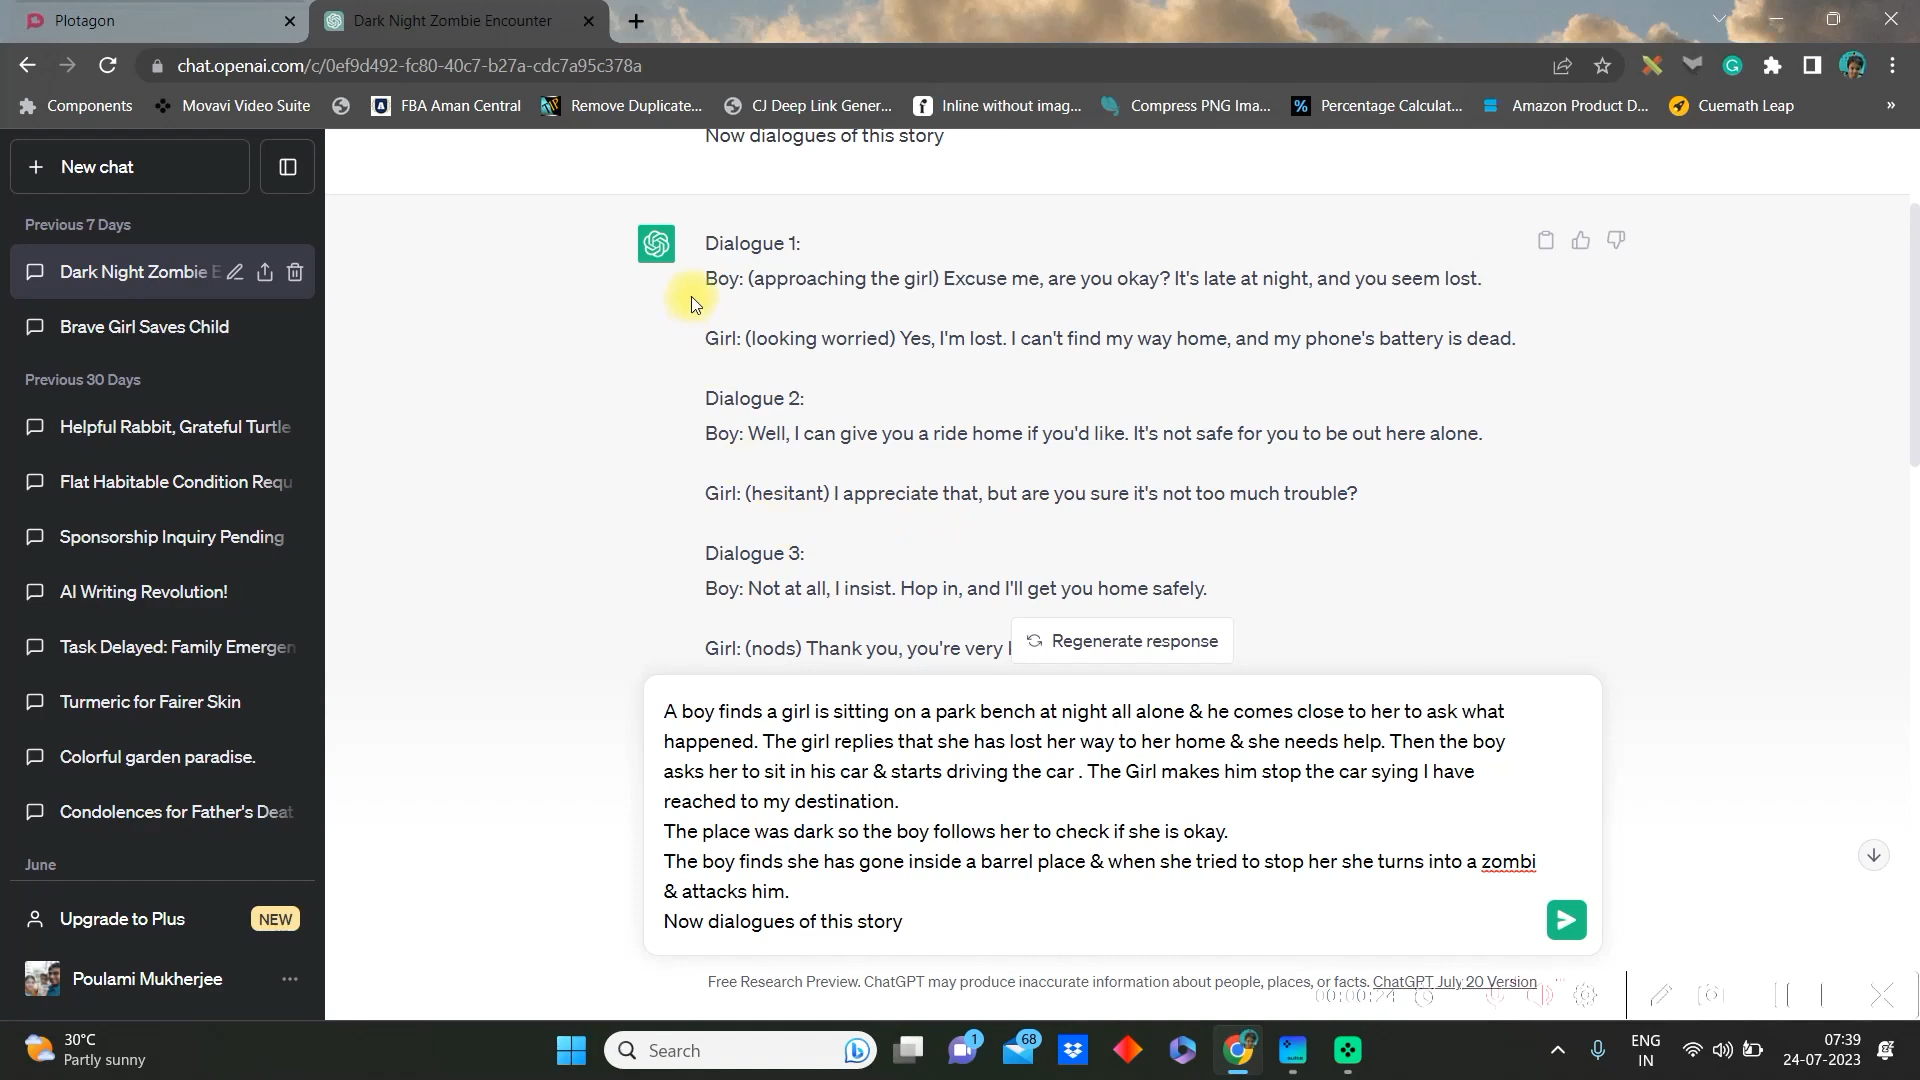 Plotagon
Dark Night Zombie Encounter
chat.openai.com/c/0ef9d492-fc80-40c7-b27a-cdc7a95c378a
Components
Movavi Video Suite
FBA Aman Central
Remove Duplicate...
CJ Deep Link Gener...
Inline without imag...
Compress PNG Ima...
Percentage Calculat...
Amazon Product D...
Cuemath Leap
»
New chat
Previous 7 Days
Dark Night Zombie E
Brave Girl Saves Child
Previous 30 Days
Helpful Rabbit, Grateful Turtle
Flat Habitable Condition Requ
Sponsorship Inquiry Pending
AI Writing Revolution!
Task Delayed: Family Emergen
Turmeric for Fairer Skin
Colorful garden paradise.
Condolences for Father's Deat
June
Upgrade to Plus
NEW
Poulami Mukherjee
Now dialogues of this story
Dialogue 1:
Boy: (approaching the girl) Excuse me, are you okay? It's late at night, and you seem lost.
Girl: (looking worried) Yes, I'm lost. I can't find my way home, and my phone's battery is dead.
Dialogue 2:
Boy: Well, I can give you a ride home if you'd like. It's not safe for you to be out here alone.
Girl: (hesitant) I appreciate that, but are you sure it's not too much trouble?
Dialogue 3:
Boy: Not at all, I insist. Hop in, and I'll get you home safely.
Girl: (nods) Thank you, you're very
Regenerate response
A boy finds a girl is sitting on a park bench at night all alone & he comes close to her to ask what
happened. The girl replies that she has lost her way to her home & she needs help. Then the boy
asks her to sit in his car & starts driving the car . The Girl makes him stop the car sying I have
reached to my destination.
The place was dark so the boy follows her to check if she is okay.
The boy finds she has gone inside a barrel place & when she tried to stop her she turns into a zombi
& attacks him.
Now dialogues of this story
Free Research Preview. ChatGPT may produce inaccurate information about people, places, or facts. ChatGPT July 20 Version
00:00:24
30°C
Partly sunny
Search
1
68
ENG
IN
07:39
24-07-2023